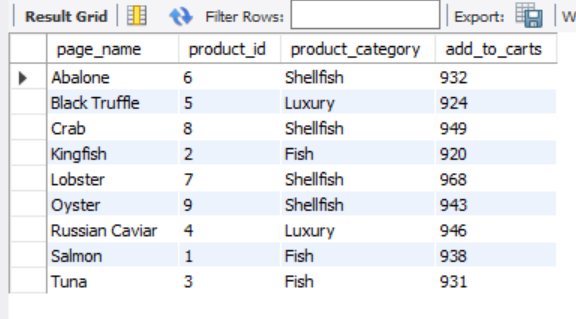 Result Grid Filter Rows: Export: W
page_name product_id product_category add_to_carts
Abalone 6 Shellfish 932
Black Truffle 5 Luxury 924
Crab 8 Shellfish 949
Kingfish 2 Fish 920
Lobster 7 Shellfish 968
Oyster 9 Shellfish 943
Russian Caviar 4 Luxury 946
Salmon 1 Fish 938
Tuna 3 Fish 931